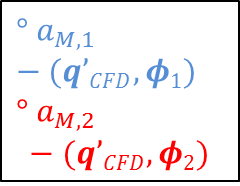 ° a_{M,1}
– (q'_{CFD}, ϕ_1)
° a_{M,2}
– (q'_{CFD}, ϕ_2)